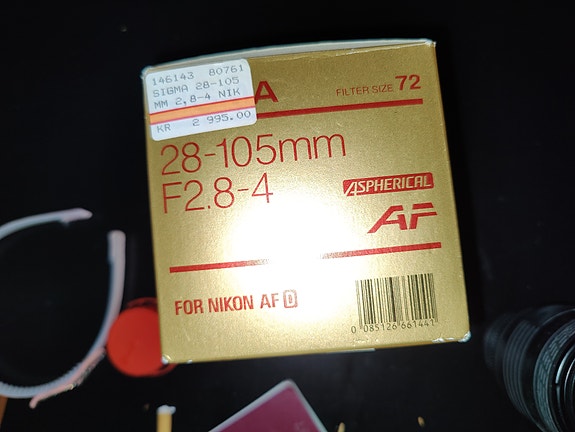 146143 80761
SIGMA 28-105
MM 2,8-4 NIK
KR 2 995.00
A
FILTER SIZE 72
28-105mm
F2.8-4
ASPHERICAL
AF
FOR NIKON AF D
0 085126 661441